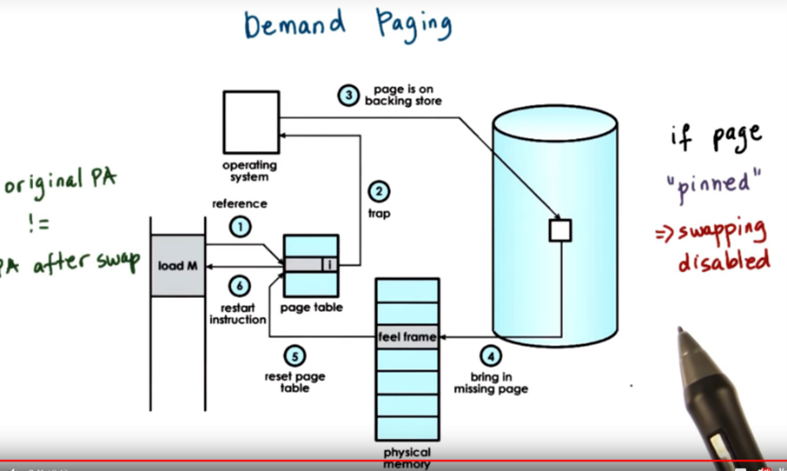 Demand Paging
3
page is on
backing store
operating
system
2
trap
reference
1
load M
i
6
restart
instruction
page table
5
reset page
table
feel frame
4
bring in
missing page
physical
memory
original PA
!=
PA after swap
if page
"pinned"
=> swapping
disabled